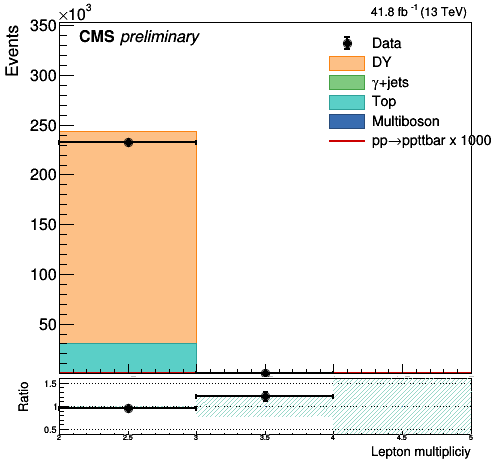 ×10³
41.8 fb⁻¹ (13 TeV)
CMS preliminary
Events
350
300
250
200
150
100
50
Data
DY
γ+jets
Top
Multiboson
pp→ppttbar x 1000
Ratio
1.5
1
0.5
2 2.5 3 3.5 4 4.5 5
Lepton multipliciy